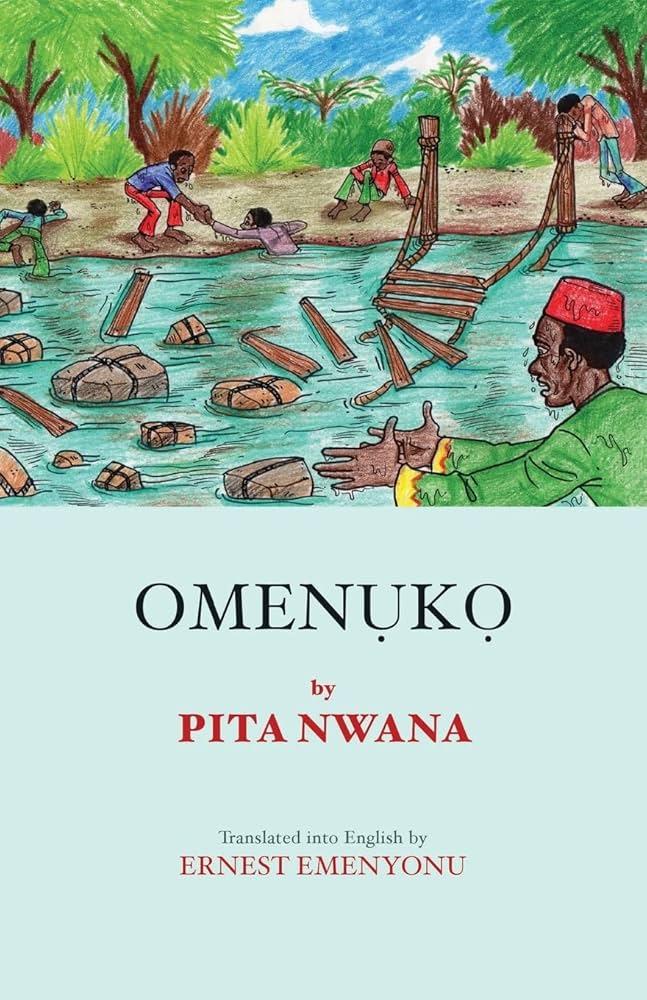 OMENỤKỌ
by
PITA NWANA
Translated into English by
ERNEST EMENYONU